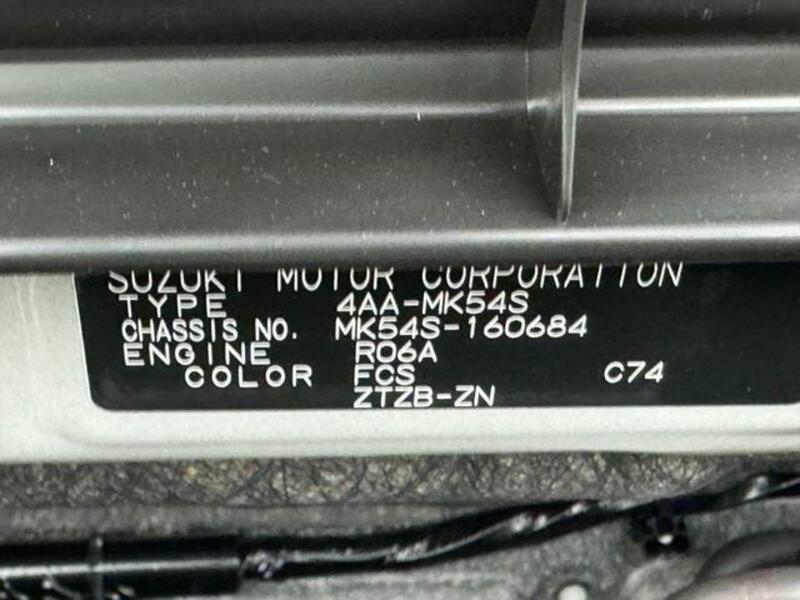 SUZUKI MOTOR CORPORATION
TYPE 4AA-MK54S
CHASSIS NO. MK54S-160684
ENGINE R06A
COLOR FCS C74
ZTZB-ZN